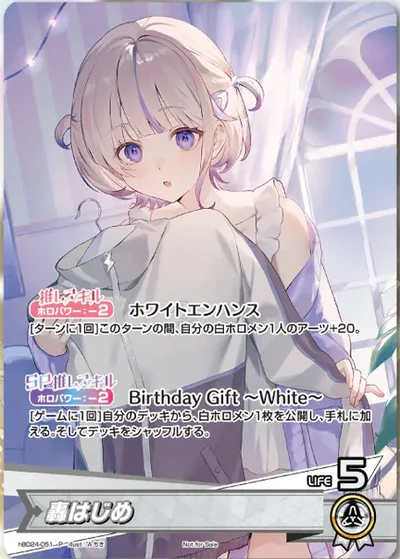 推しスキル
ホロパワー：－2
ホワイトエンハンス
[ターンに1回]このターンの間、自分の白ホロメン1人のアーツ+20。
SP推しスキル
ホロパワー：－2
Birthday Gift ～White～
[ゲームに1回]自分のデッキから、白ホロメン1枚を公開し、手札に加
える。そしてデッキをシャッフルする。
LIFE 5
轟はじめ
hBD24-051 P illust：Aちき Not for Sale